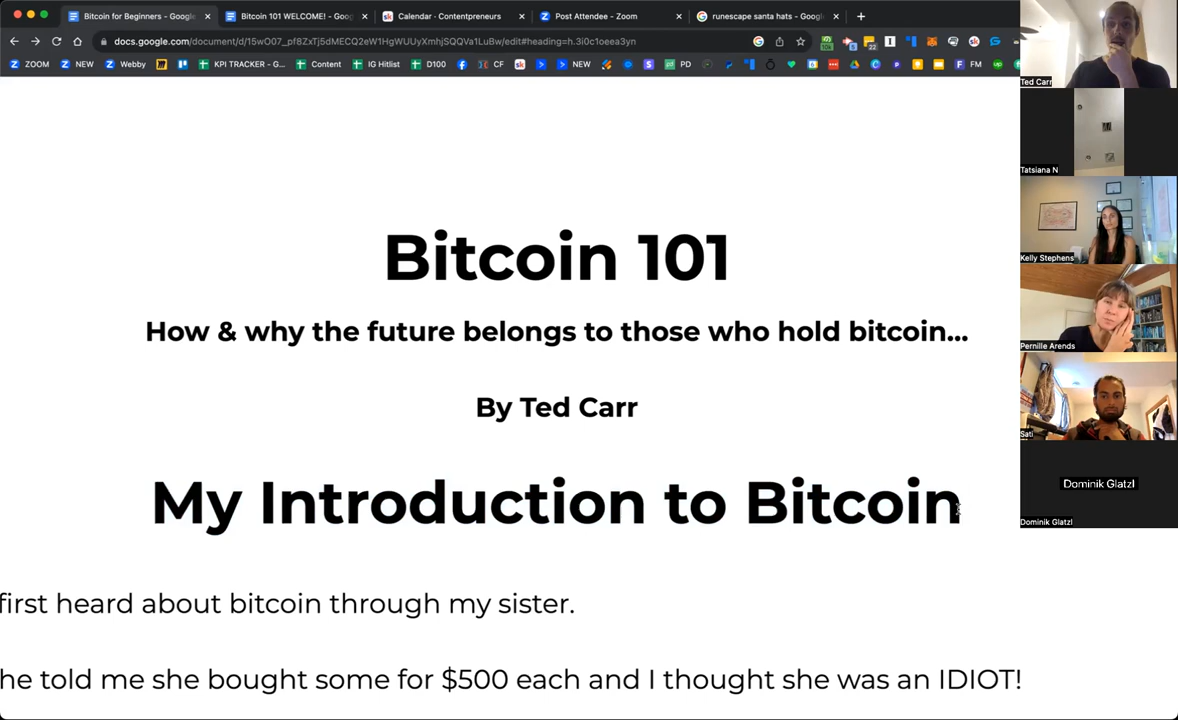 Bitcoin for Beginners - Google
Bitcoin 101 WELCOME! - Goog
Calendar · Contentpreneurs
Post Attendee - Zoom
runescape santa hats - Googl
docs.google.com/document/d/15wO07_pf8ZxTj5dMECQ2eW1HgWUUyXmhjSQQVa1LuBw/edit#heading=h.3i0c1oeea3yn
ZOOM
NEW
Webby
KPI TRACKER - G...
Content
IG Hitlist
D100
CF
NEW
PD
FM
Bitcoin 101
How & why the future belongs to those who hold bitcoin...
By Ted Carr
My Introduction to Bitcoin
first heard about bitcoin through my sister.
he told me she bought some for $500 each and I thought she was an IDIOT!
Ted Carr
Tatsiana N
Kelly Stephens
Pernille Arends
Sati
Dominik Glatzl
Dominik Glatzl